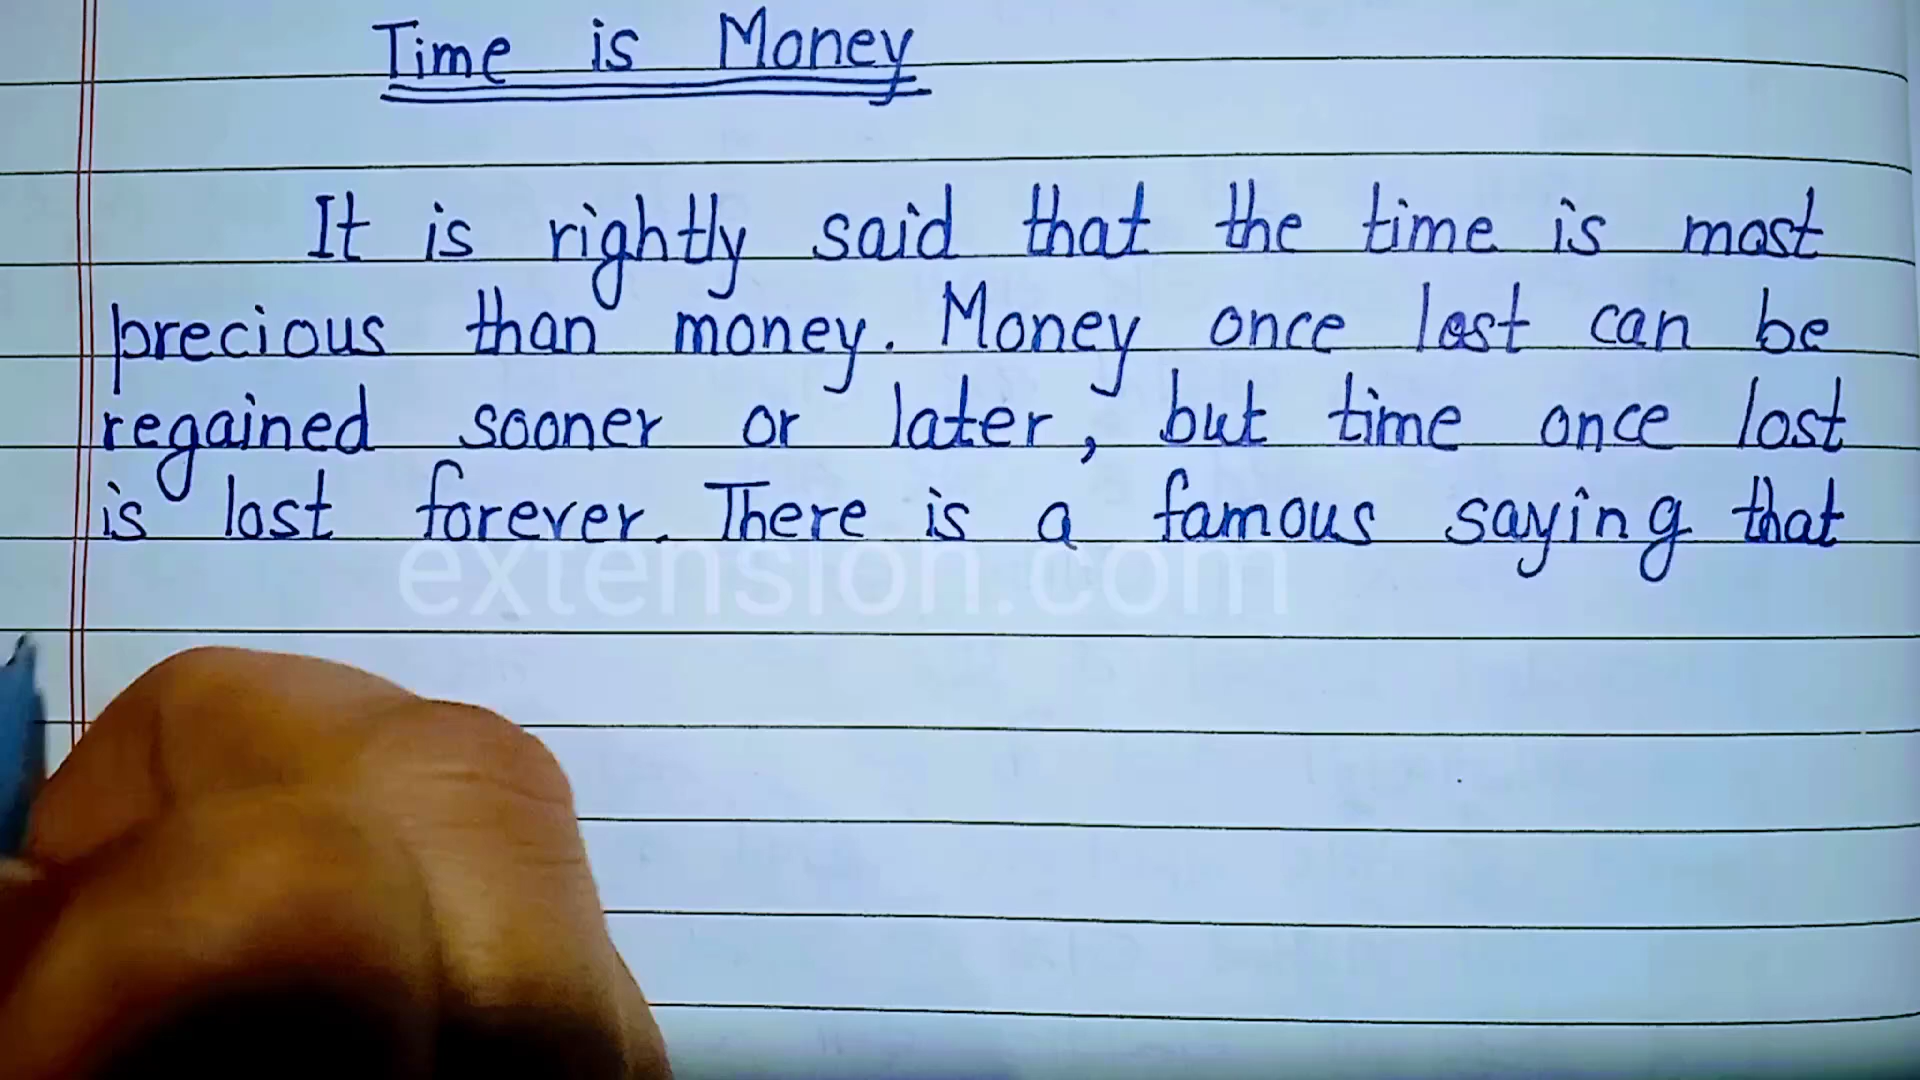 Time is Money
It is rightly said that the time is most
precious than money. Money once lost can be
regained sooner or later, but time once lost
is lost forever. There is a famous saying that
extension.com